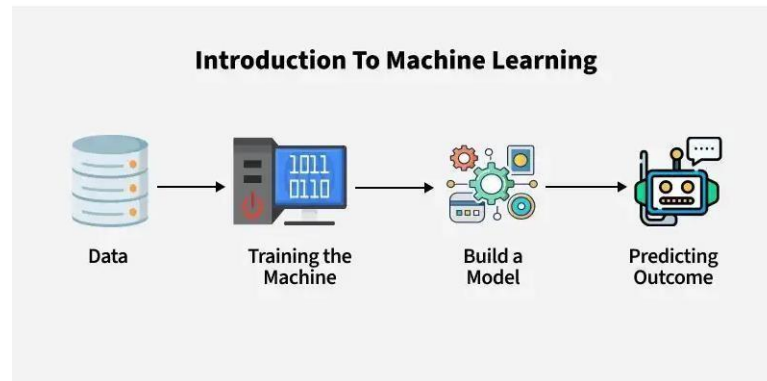 Introduction To Machine Learning
1011
0110
Data
Training the
Machine
Build a
Model
Predicting
Outcome